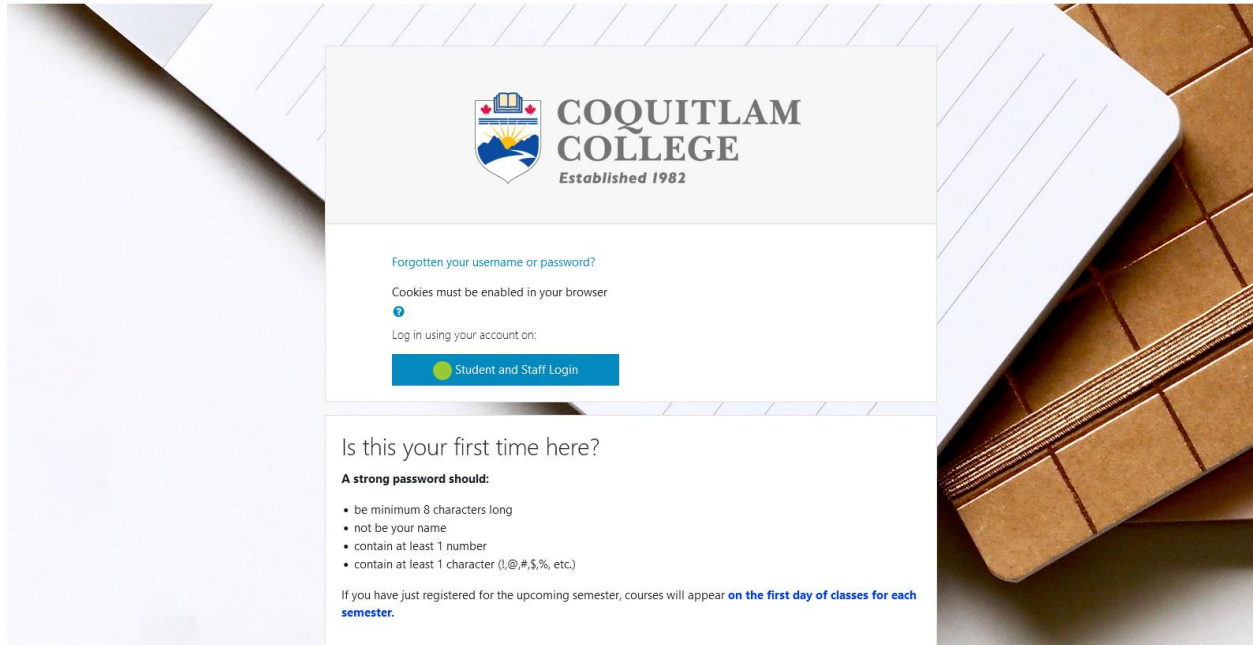 COQUITLAM
COLLEGE
Established 1982
Forgotten your username or password?
Cookies must be enabled in your browser
Log in using your account on:
Student and Staff Login
Is this your first time here?
A strong password should:
• be minimum 8 characters long
• not be your name
• contain at least 1 number
• contain at least 1 character (!,@,#,$,%, etc.)
If you have just registered for the upcoming semester, courses will appear on the first day of classes for each
semester.